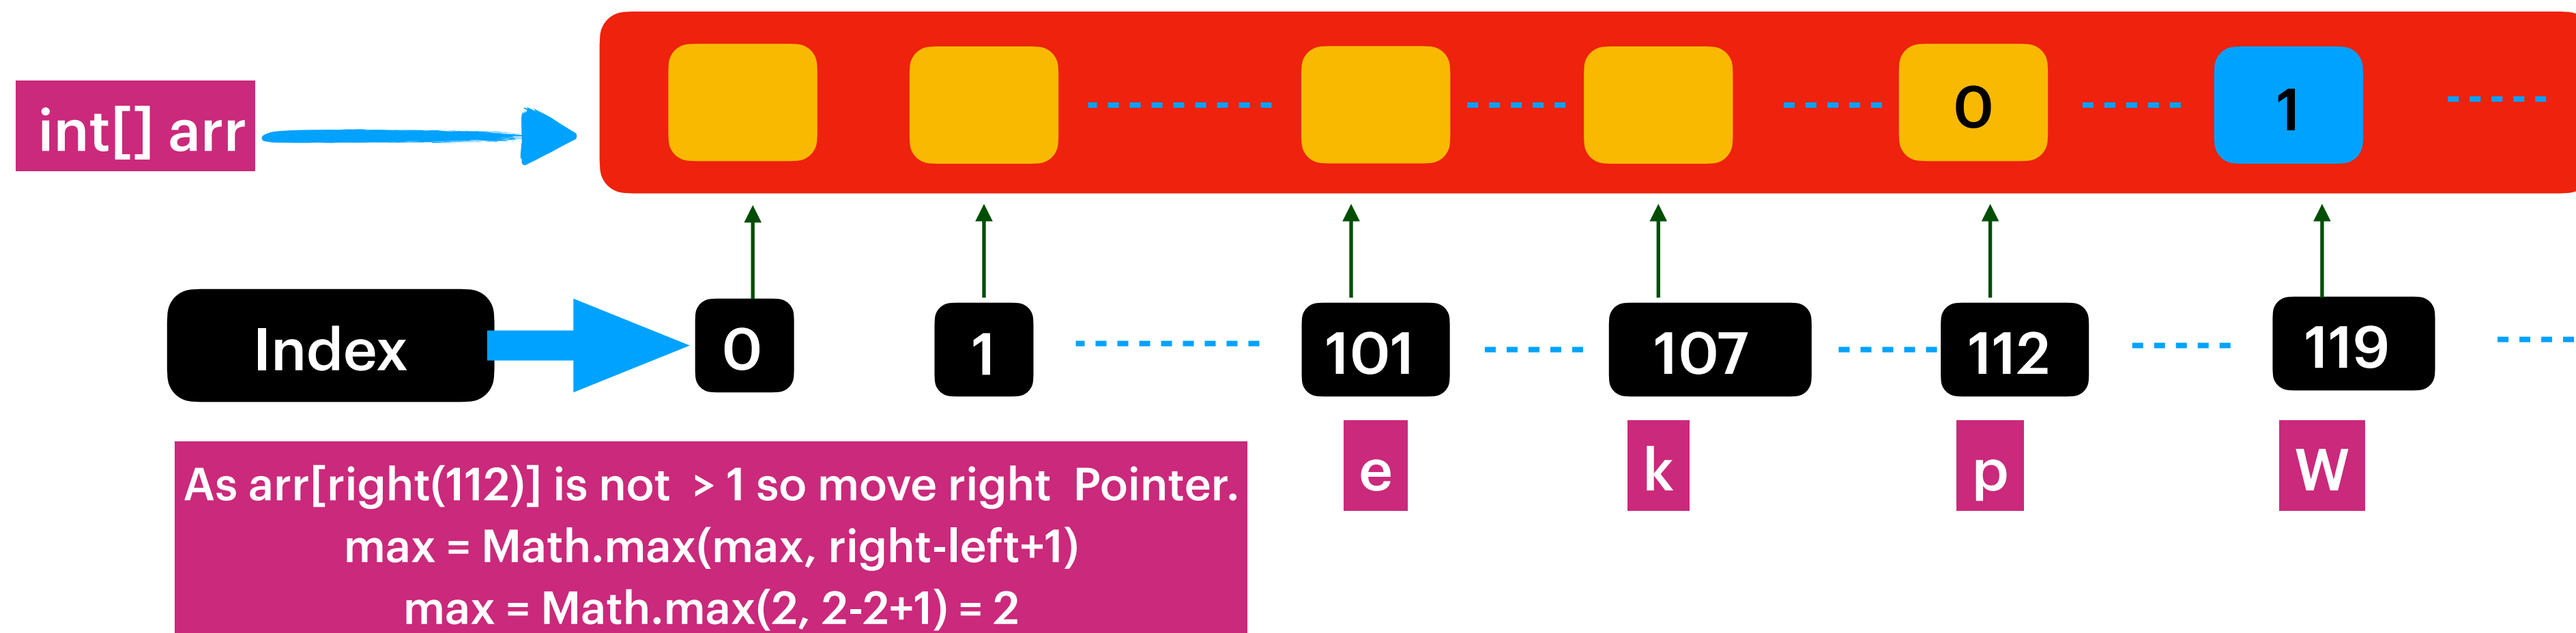 0 1
int[] arr
Index 0 1 101 107 112 119
e k p W
As arr[right(112)] is not > 1 so move right Pointer.
max = Math.max(max, right-left+1)
max = Math.max(2, 2-2+1) = 2